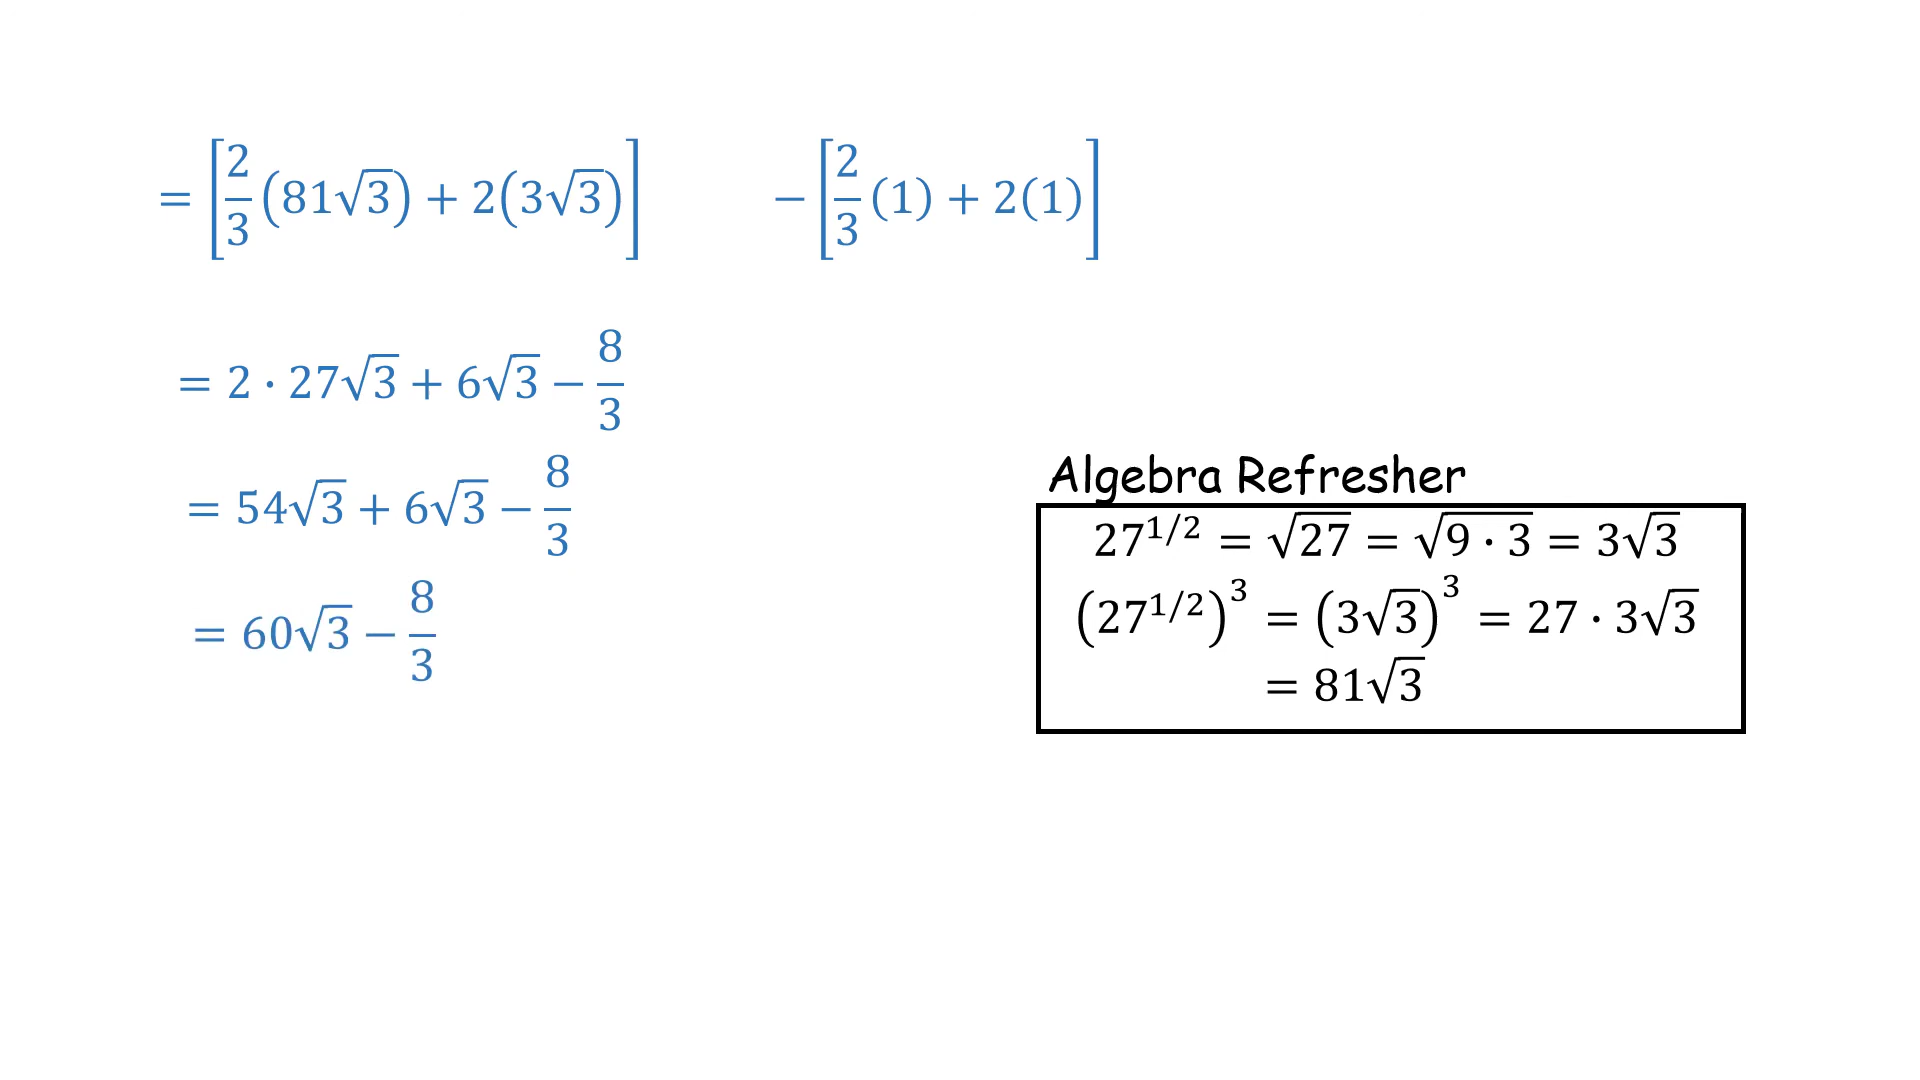 = [2/3 (81√3) + 2(3√3)] − [2/3 (1) + 2(1)]
= 2 · 27√3 + 6√3 − 8/3
= 54√3 + 6√3 − 8/3
= 60√3 − 8/3
Algebra Refresher
27^{1/2} = √27 = √(9 · 3) = 3√3
(27^{1/2})^3 = (3√3)^3 = 27 · 3√3
= 81√3